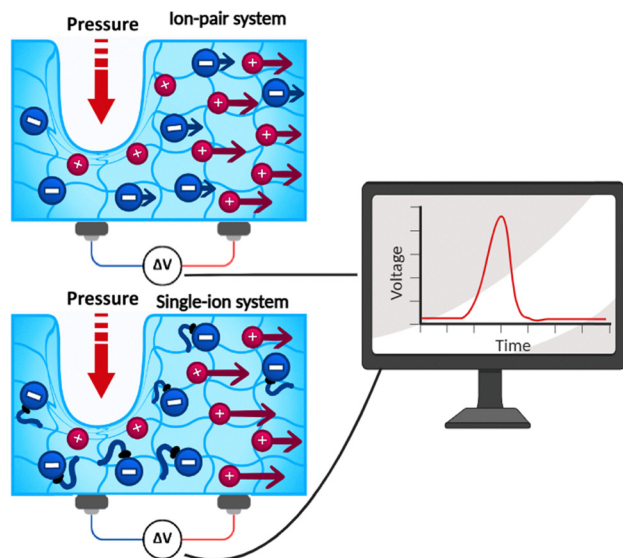 Ion-pair system
Pressure
ΔV
Pressure
Single-ion system
ΔV
Voltage
Time